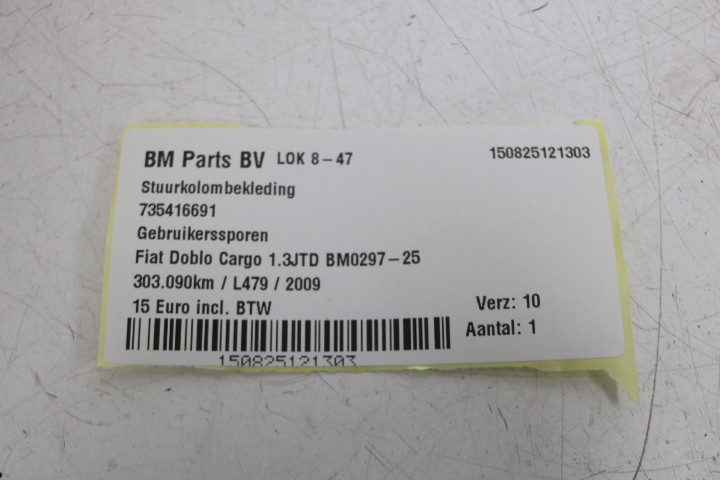 BM Parts BV LOK 8-47 150825121303
Stuurkolombekleding
735416691
Gebruikerssporen
Fiat Doblo Cargo 1.3JTD BM0297-25
303.090km / L479 / 2009
15 Euro incl. BTW Verz: 10
Aantal: 1
150825121303